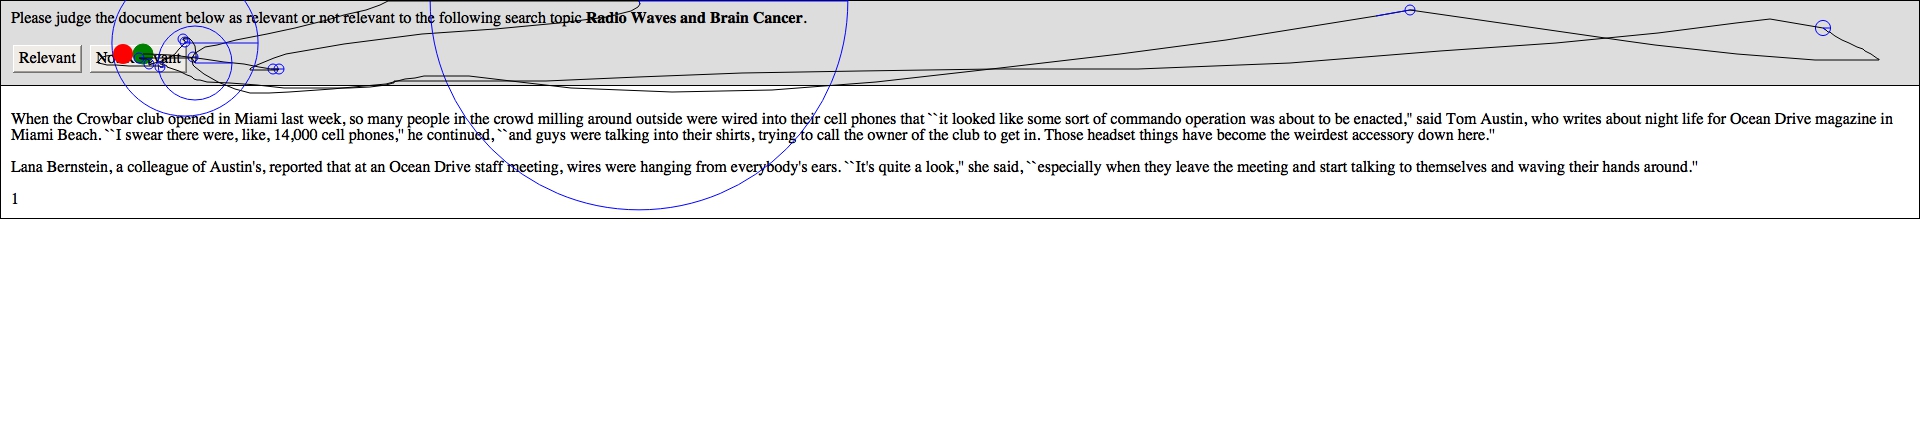 Please judge the document below as relevant or not relevant to the following search topic Radio Waves and Brain Cancer.
Relevant Not Relevant
When the Crowbar club opened in Miami last week, so many people in the crowd milling around outside were wired into their cell phones that ``it looked like some sort of commando operation was about to be enacted,'' said Tom Austin, who writes about night life for Ocean Drive magazine in
Miami Beach. ``I swear there were, like, 14,000 cell phones,'' he continued, ``and guys were talking into their shirts, trying to call the owner of the club to get in. Those headset things have become the weirdest accessory down here.''
Lana Bernstein, a colleague of Austin's, reported that at an Ocean Drive staff meeting, wires were hanging from everybody's ears. ``It's quite a look,'' she said, ``especially when they leave the meeting and start talking to themselves and waving their hands around.''
1